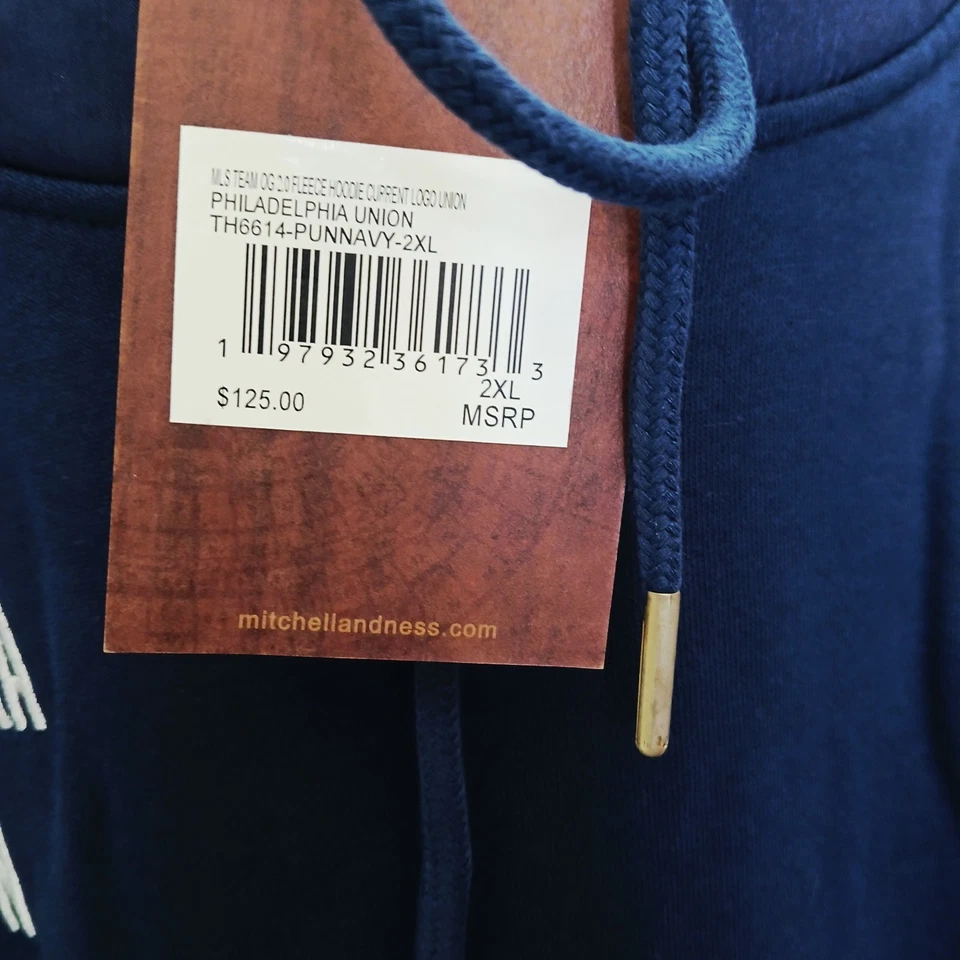 MLS TEAM OG 2.0 FLEECE HOODIE CURRENT LOGO UNION
PHILADELPHIA UNION
TH6614-PUNNAVY-2XL
1 97932 36173 3
2XL
$125.00 MSRP
mitchellandness.com